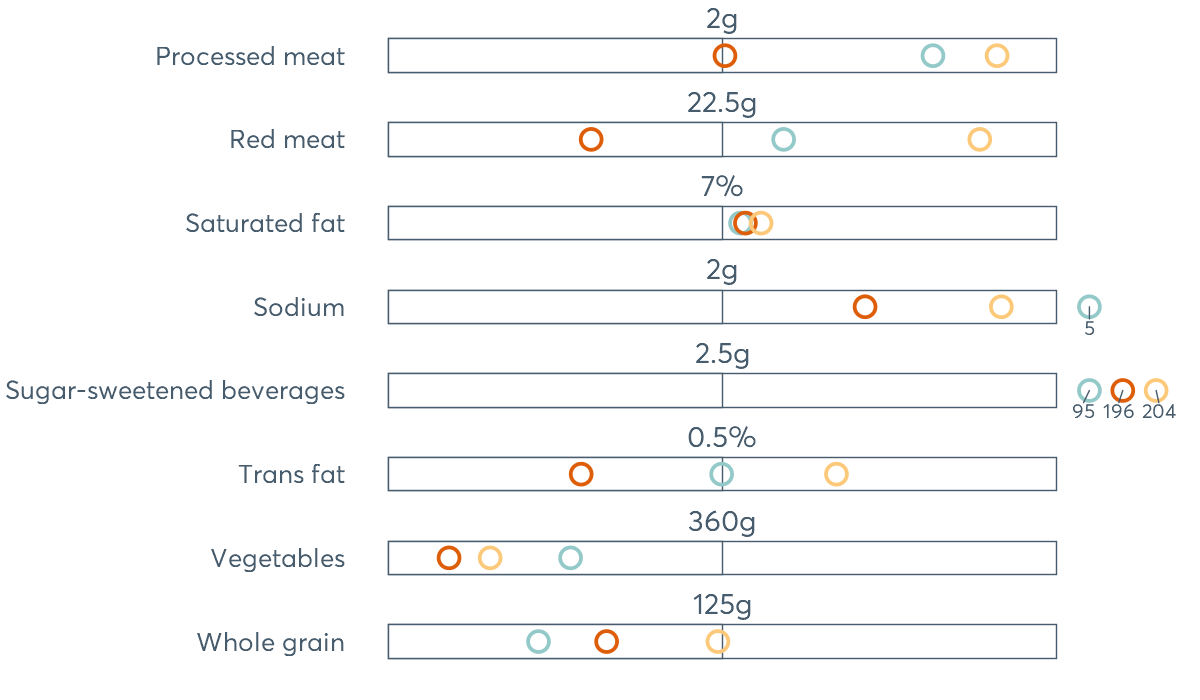 2g
Processed meat
22.5g
Red meat
7%
Saturated fat
2g
Sodium
5
2.5g
Sugar-sweetened beverages
95 196 204
0.5%
Trans fat
360g
Vegetables
125g
Whole grain